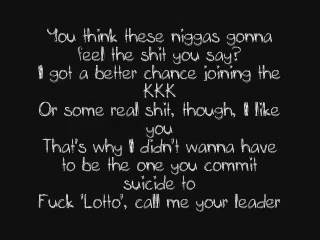 You think these niggas gonna
feel the shit you say?
I got a better chance joining the
KKK
Or some real shit, though, I like
you
That's why I didn't wanna have
to be the one you commit
suicide to
Fuck 'Lotto', call me your leader